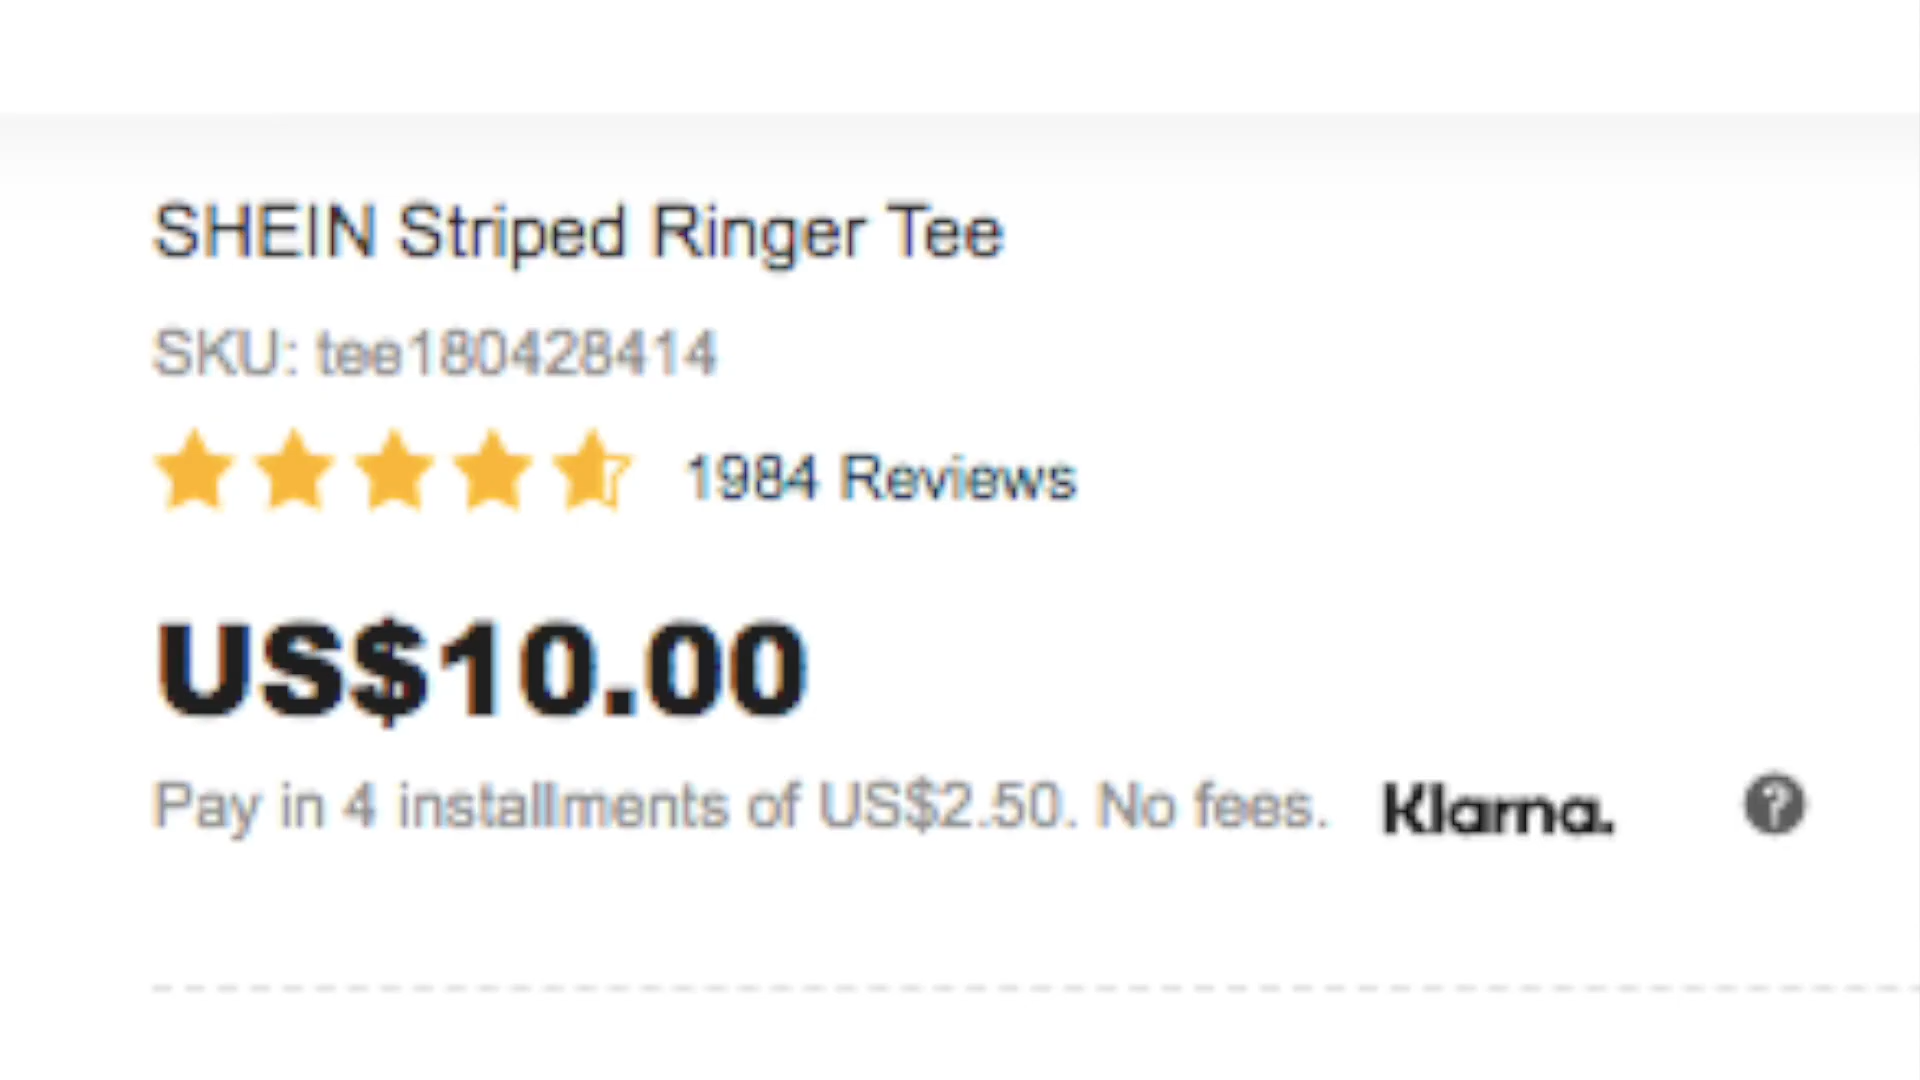 SHEIN Striped Ringer Tee
SKU: tee180428414
1984 Reviews
US$10.00
Pay in 4 installments of US$2.50. No fees. Klarna. ?